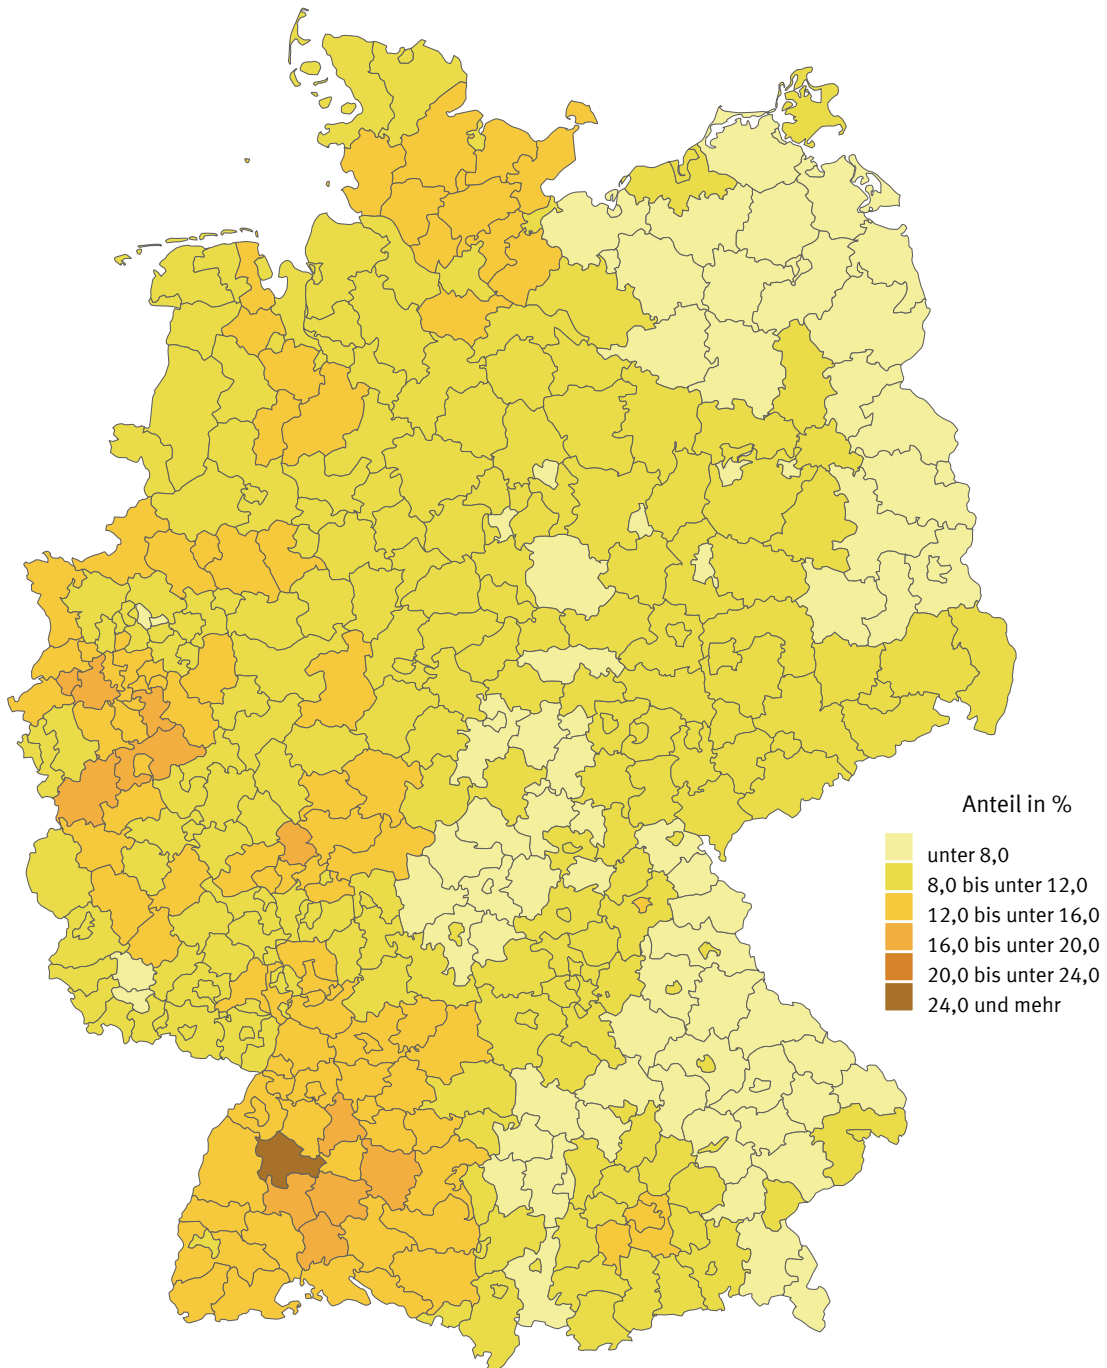 Anteil in %
unter 8,0
8,0 bis unter 12,0
12,0 bis unter 16,0
16,0 bis unter 20,0
20,0 bis unter 24,0
24,0 und mehr